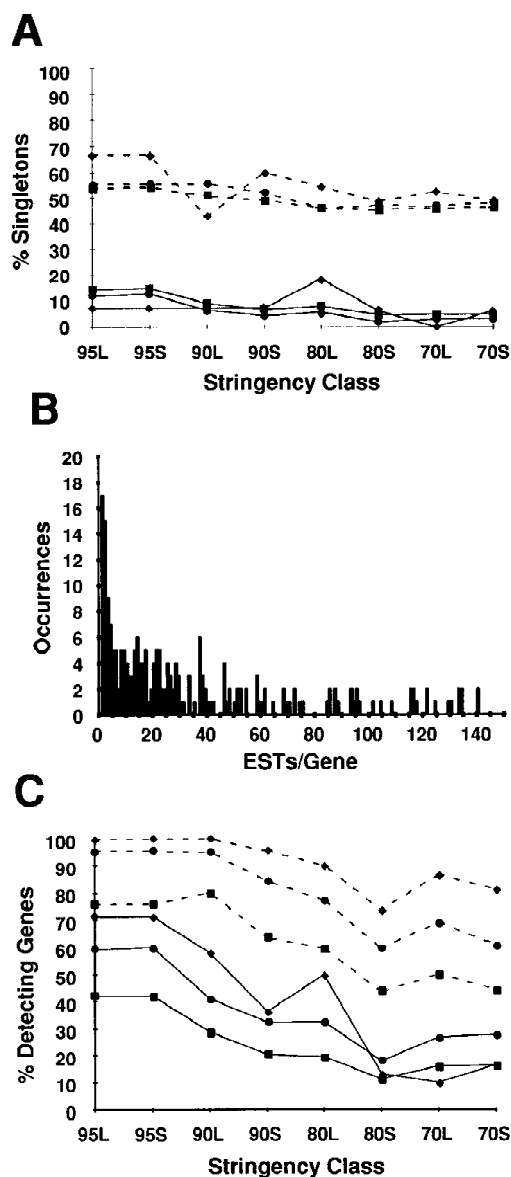 A
100
90
80
70
60
50
40
30
20
10
0
% Singletons
95L 95S 90L 90S 80L 80S 70L 70S
Stringency Class
B
20
18
16
14
12
10
8
6
4
2
0
Occurrences
0 20 40 60 80 100 120 140
ESTs/Gene
C
100
90
80
70
60
50
40
30
20
10
0
% Detecting Genes
95L 95S 90L 90S 80L 80S 70L 70S
Stringency Class